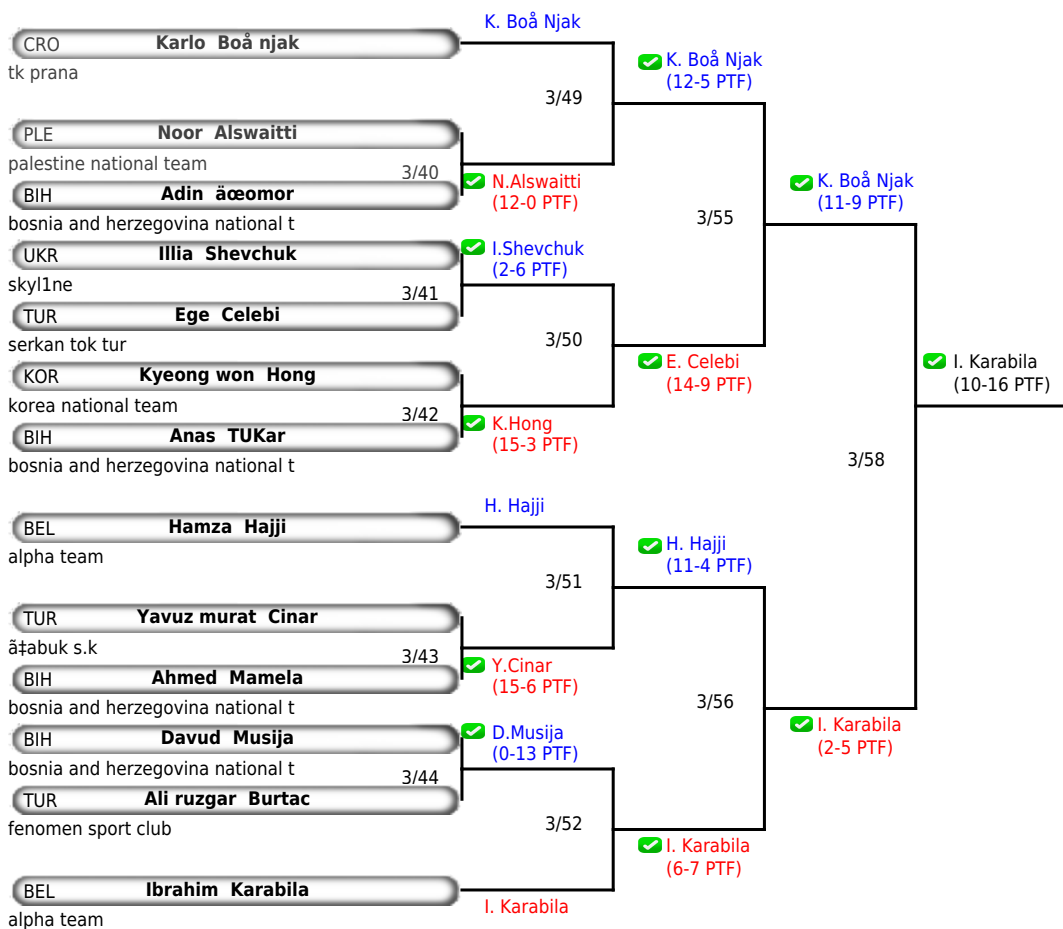 K. Boå Njak
CRO Karlo Boå njak
tk prana
K. Boå Njak
(12-5 PTF)
3/49
PLE Noor Alswaitti
palestine national team
3/40
N.Alswaitti
(12-0 PTF)
BIH Adin äœomor
bosnia and herzegovina national t
K. Boå Njak
(11-9 PTF)
3/55
UKR Illia Shevchuk
skyl1ne
I.Shevchuk
(2-6 PTF)
3/41
TUR Ege Celebi
serkan tok tur
3/50
E. Celebi
(14-9 PTF)
I. Karabila
(10-16 PTF)
KOR Kyeong won Hong
korea national team
3/42
K.Hong
(15-3 PTF)
BIH Anas TUKar
bosnia and herzegovina national t
3/58
H. Hajji
BEL Hamza Hajji
alpha team
H. Hajji
(11-4 PTF)
3/51
TUR Yavuz murat Cinar
ã‡abuk s.k
3/43
Y.Cinar
(15-6 PTF)
BIH Ahmed Mamela
bosnia and herzegovina national t
3/56
I. Karabila
(2-5 PTF)
BIH Davud Musija
bosnia and herzegovina national t
D.Musija
(0-13 PTF)
3/44
TUR Ali ruzgar Burtac
fenomen sport club
3/52
I. Karabila
(6-7 PTF)
BEL Ibrahim Karabila
alpha team
I. Karabila